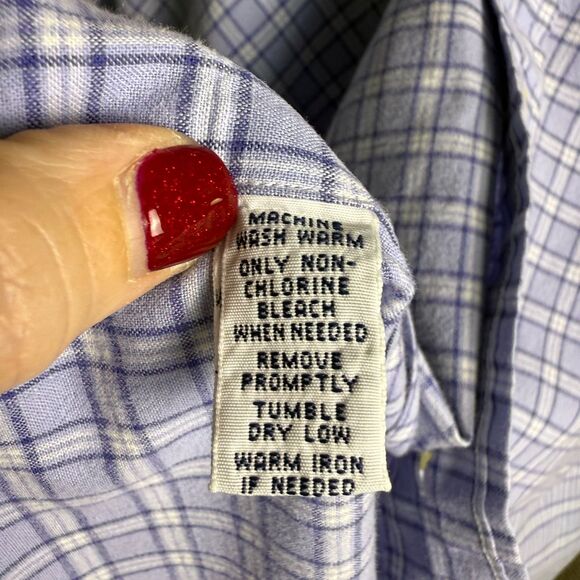 MACHINE
WASH WARM
ONLY NON-
CHLORINE
BLEACH
WHEN NEEDED
REMOVE
PROMPTLY
TUMBLE
DRY LOW
WARM IRON
IF NEEDED